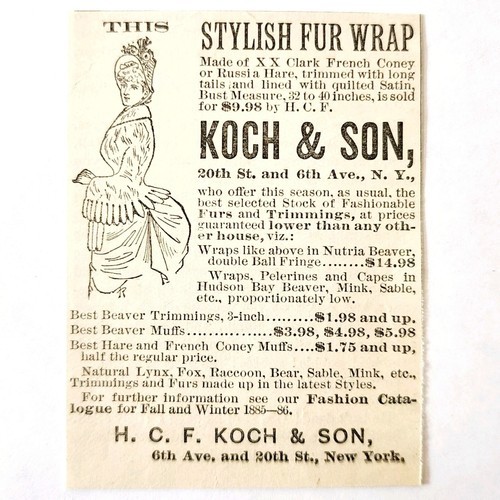 THIS STYLISH FUR WRAP
Made of XX Clark French Coney
or Russia Hare, trimmed with long
tails and lined with quilted Satin,
Bust Measure, 32 to 40 inches, is sold
for $9.98 by H. C. F.
KOCH & SON,
20th St. and 6th Ave., N. Y.,
who offer this season, as usual, the
best selected Stock of Fashionable
Furs and Trimmings, at prices
guaranteed lower than any oth-
er house, viz.:
Wraps like above in Nutria Beaver,
double Ball Fringe.......$14.98
Wraps, Pelerines and Capes in
Hudson Bay Beaver, Mink, Sable,
etc., proportionately low.
Best Beaver Trimmings, 3-inch........$1.98 and up.
Best Beaver Muffs..............$3.98, $4.98, $5.98
Best Hare and French Coney Muffs....$1.75 and up,
half the regular price.
Natural Lynx, Fox, Raccoon, Bear, Sable, Mink, etc.,
Trimmings and Furs made up in the latest Styles.
For further information see our Fashion Cata-
logue for Fall and Winter 1885—86.
H. C. F. KOCH & SON,
6th Ave. and 20th St., New York.